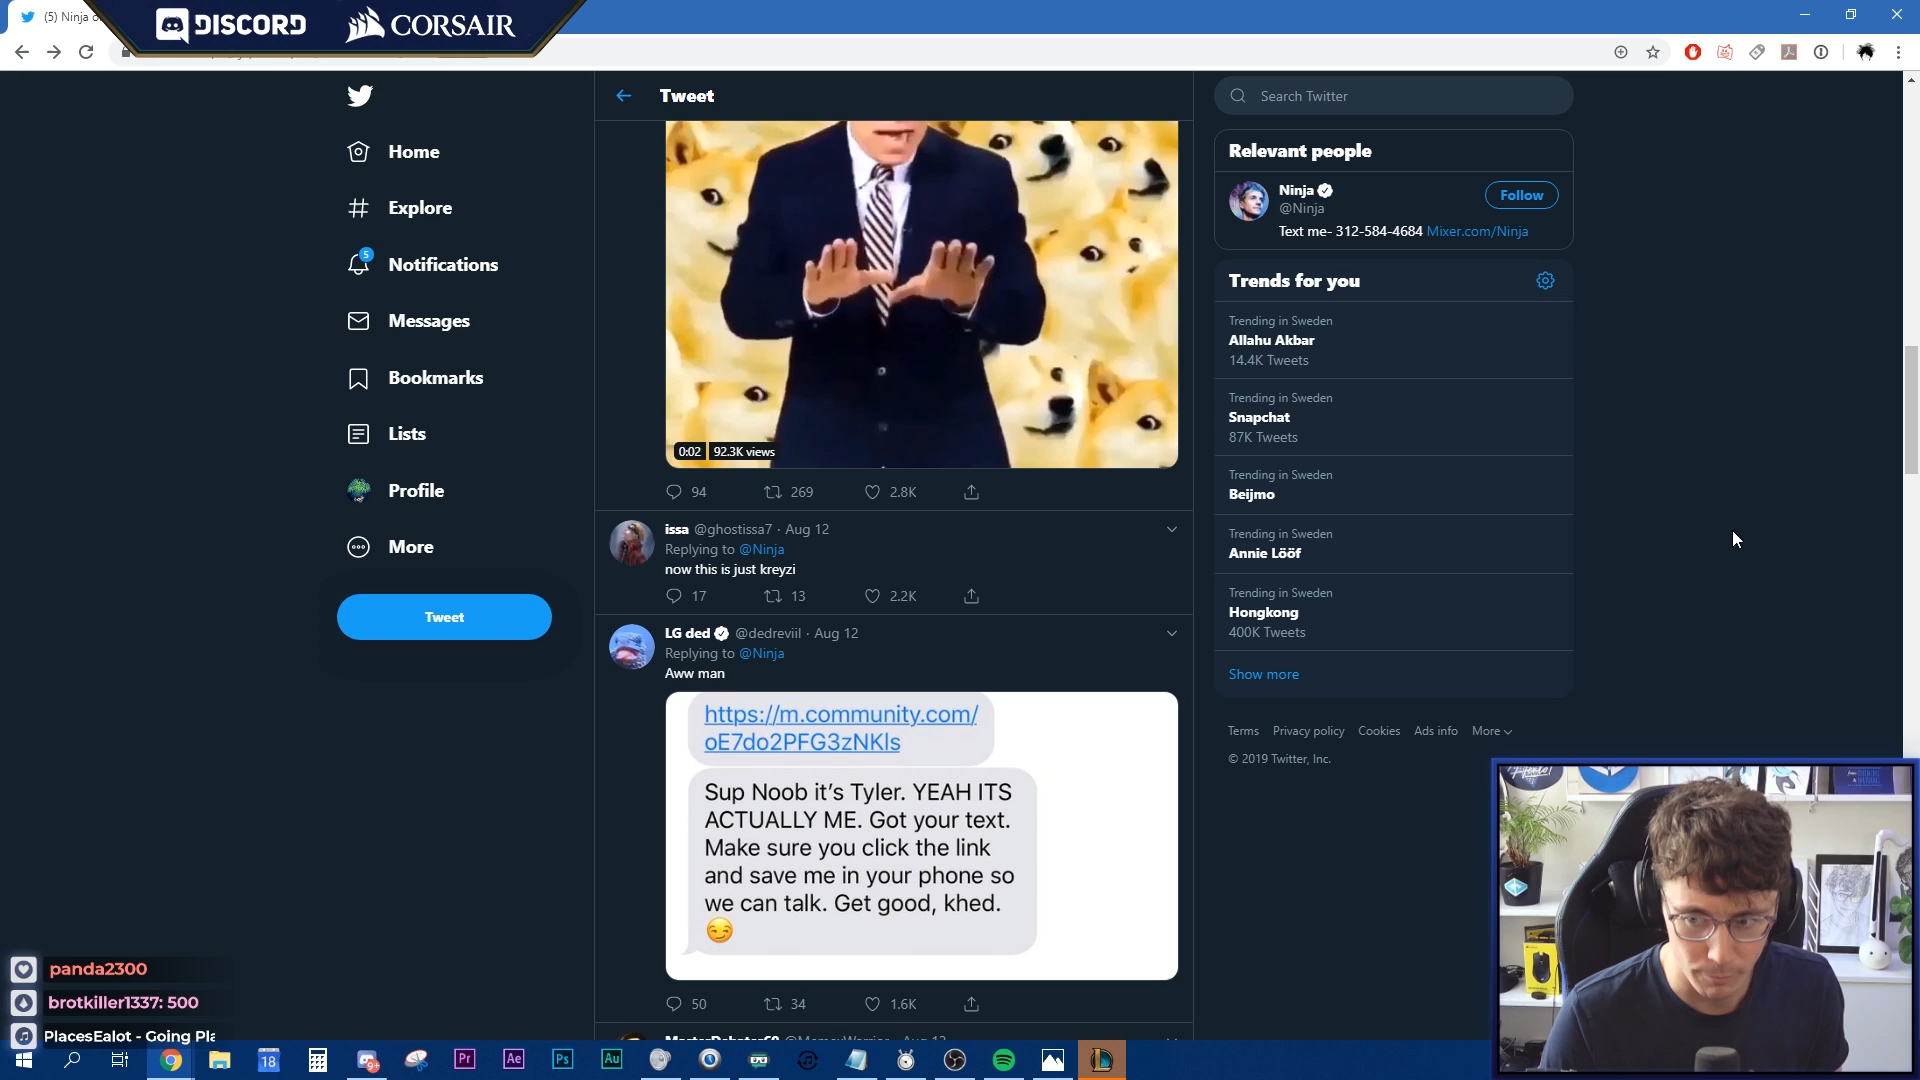 (5) Ninja o
DISCORD
CORSAIR
Home
Explore
5
Notifications
Messages
Bookmarks
Lists
Profile
More
Tweet
Tweet
0:02
92.3K views
94
269
2.8K
issa @ghostissa7 · Aug 12
Replying to @Ninja
now this is just kreyzi
17
13
2.2K
LG ded @dedreviil · Aug 12
Replying to @Ninja
Aww man
https://m.community.com/
oE7do2PFG3zNKls
Sup Noob it's Tyler. YEAH ITS
ACTUALLY ME. Got your text.
Make sure you click the link
and save me in your phone so
we can talk. Get good, khed.
😏
50
34
1.6K
Search Twitter
Relevant people
Ninja
@Ninja
Follow
Text me- 312-584-4684 Mixer.com/Ninja
Trends for you
Trending in Sweden
Allahu Akbar
14.4K Tweets
Trending in Sweden
Snapchat
87K Tweets
Trending in Sweden
Beijmo
Trending in Sweden
Annie Lööf
Trending in Sweden
Hongkong
400K Tweets
Show more
Terms Privacy policy Cookies Ads info More
© 2019 Twitter, Inc.
panda2300
brotkiller1337: 500
PlacesEalot - Going Pla
18
9+
Pr
Ae
Ps
Au